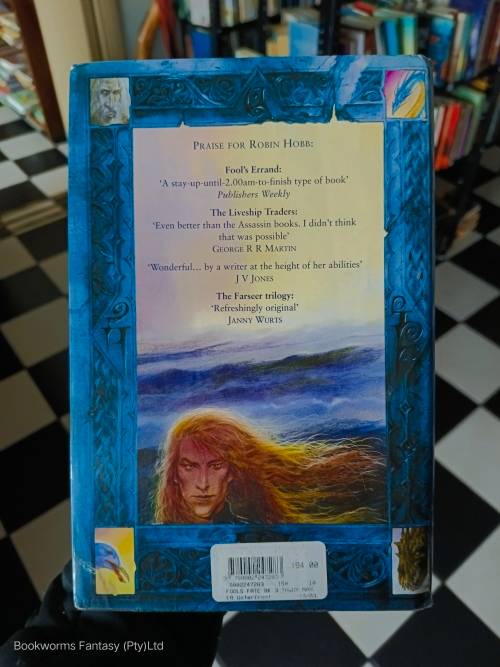 PRAISE FOR ROBIN HOBB:
Fool's Errand:
'A stay-up-until-2.00am-to-finish type of book'
Publishers Weekly
The Liveship Traders:
'Even better than the Assassin books. I didn't think
that was possible'
GEORGE R R MARTIN
'Wonderful... by a writer at the height of her abilities'
J V JONES
The Farseer trilogy:
'Refreshingly original'
JANNY WURTS
FOOLS FATE BK 3
Bookworms Fantasy (Pty)Ltd